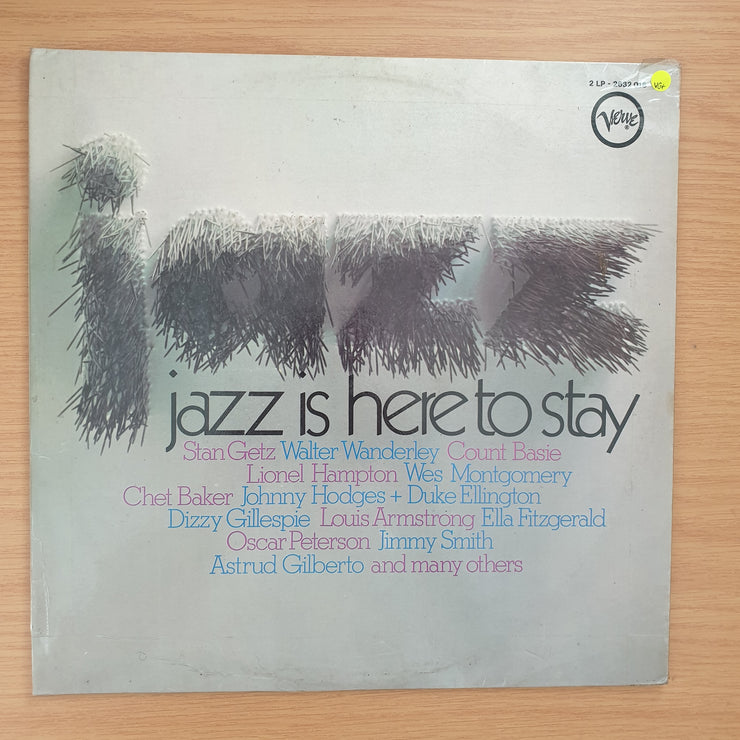 2 LP - 2632
VG+
Verve ®
jazz
jazz is here to stay
Stan Getz Walter Wanderley Count Basie
Lionel Hampton Wes Montgomery
Chet Baker Johnny Hodges + Duke Ellington
Dizzy Gillespie Louis Armstrong Ella Fitzgerald
Oscar Peterson Jimmy Smith
Astrud Gilberto and many others